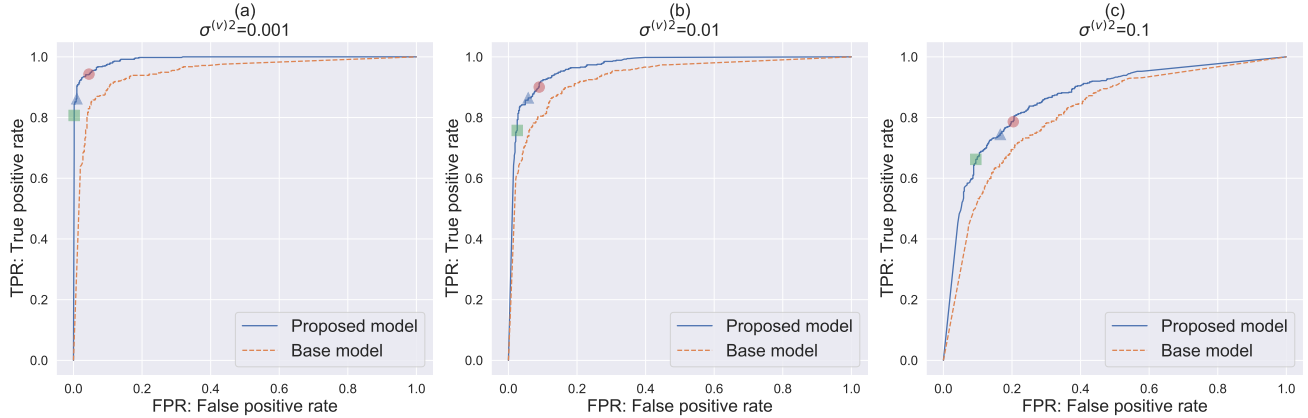 (a)
σ(v)2=0.001
TPR: True positive rate
1.0
0.8
0.6
0.4
0.2
0.0
Proposed model
Base model
0.0 0.2 0.4 0.6 0.8 1.0
FPR: False positive rate
(b)
σ(v)2=0.01
TPR: True positive rate
1.0
0.8
0.6
0.4
0.2
0.0
Proposed model
Base model
0.0 0.2 0.4 0.6 0.8 1.0
FPR: False positive rate
(c)
σ(v)2=0.1
TPR: True positive rate
1.0
0.8
0.6
0.4
0.2
0.0
Proposed model
Base model
0.0 0.2 0.4 0.6 0.8 1.0
FPR: False positive rate